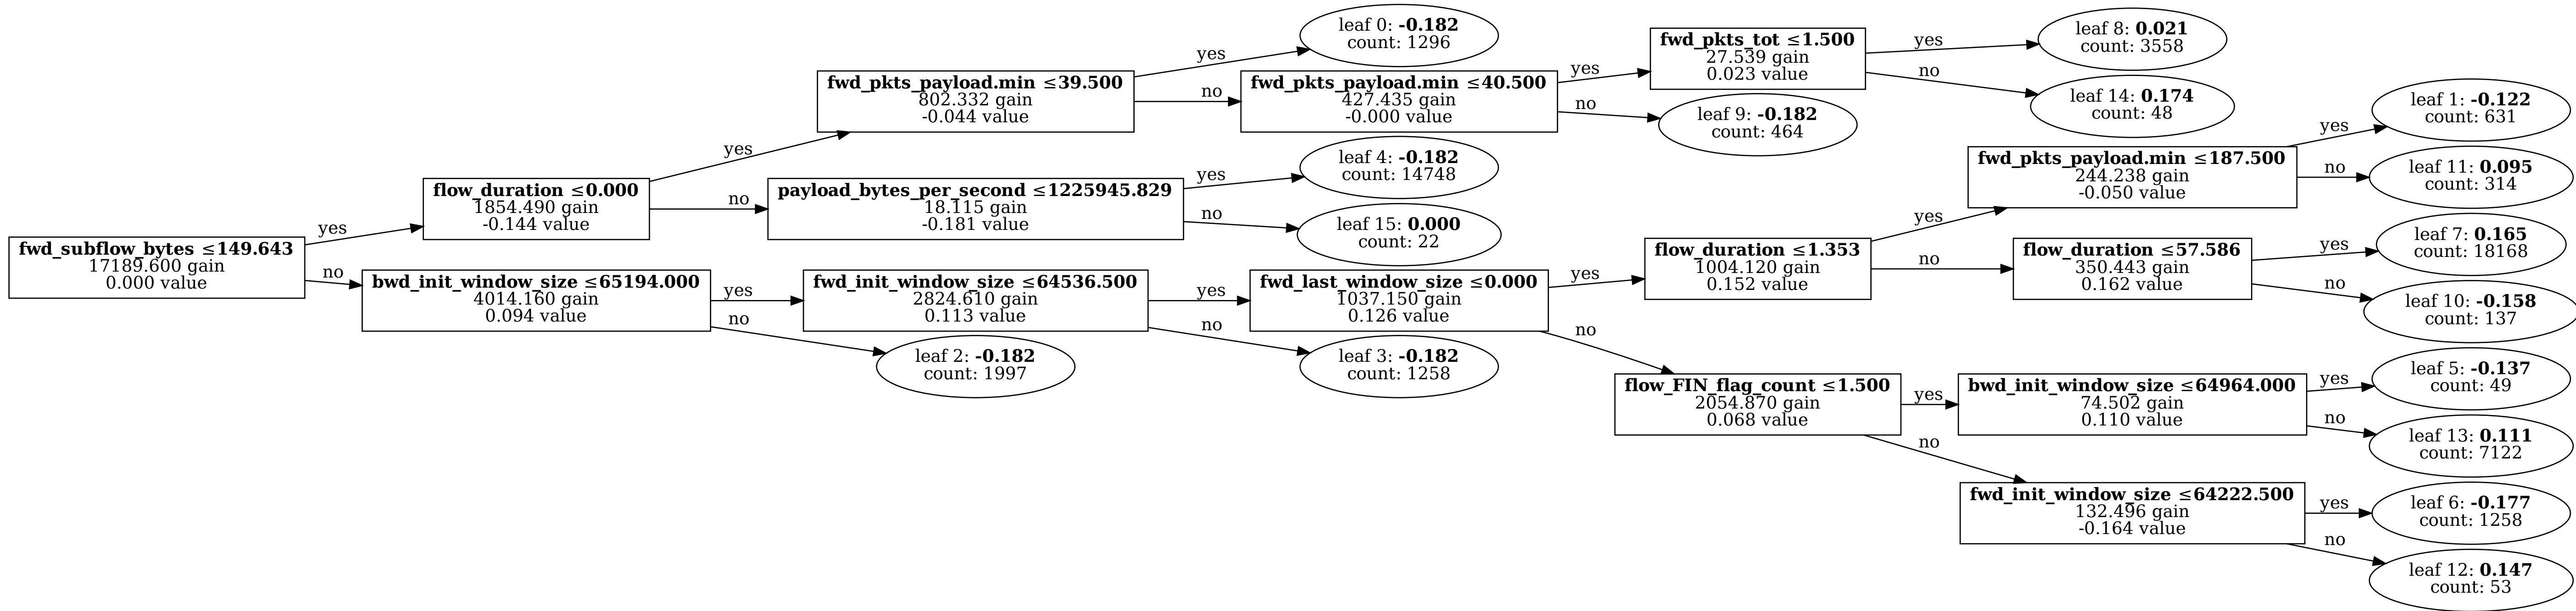 fwd_subflow_bytes ≤149.643
17189.600 gain
0.000 value
yes
no
flow_duration ≤0.000
1854.490 gain
-0.144 value
yes
no
bwd_init_window_size ≤65194.000
4014.160 gain
0.094 value
yes
no
fwd_pkts_payload.min ≤39.500
802.332 gain
-0.044 value
yes
no
payload_bytes_per_second ≤1225945.829
18.115 gain
-0.181 value
yes
no
fwd_init_window_size ≤64536.500
2824.610 gain
0.113 value
yes
no
leaf 2: -0.182
count: 1997
leaf 0: -0.182
count: 1296
fwd_pkts_payload.min ≤40.500
427.435 gain
-0.000 value
yes
no
leaf 4: -0.182
count: 14748
leaf 15: 0.000
count: 22
fwd_last_window_size ≤0.000
1037.150 gain
0.126 value
yes
no
leaf 3: -0.182
count: 1258
fwd_pkts_tot ≤1.500
27.539 gain
0.023 value
yes
no
leaf 9: -0.182
count: 464
flow_duration ≤1.353
1004.120 gain
0.152 value
yes
no
flow_FIN_flag_count ≤1.500
2054.870 gain
0.068 value
yes
no
leaf 8: 0.021
count: 3558
leaf 14: 0.174
count: 48
fwd_pkts_payload.min ≤187.500
244.238 gain
-0.050 value
yes
no
flow_duration ≤57.586
350.443 gain
0.162 value
yes
no
bwd_init_window_size ≤64964.000
74.502 gain
0.110 value
yes
no
fwd_init_window_size ≤64222.500
132.496 gain
-0.164 value
yes
no
leaf 1: -0.122
count: 631
leaf 11: 0.095
count: 314
leaf 7: 0.165
count: 18168
leaf 10: -0.158
count: 137
leaf 5: -0.137
count: 49
leaf 13: 0.111
count: 7122
leaf 6: -0.177
count: 1258
leaf 12: 0.147
count: 53